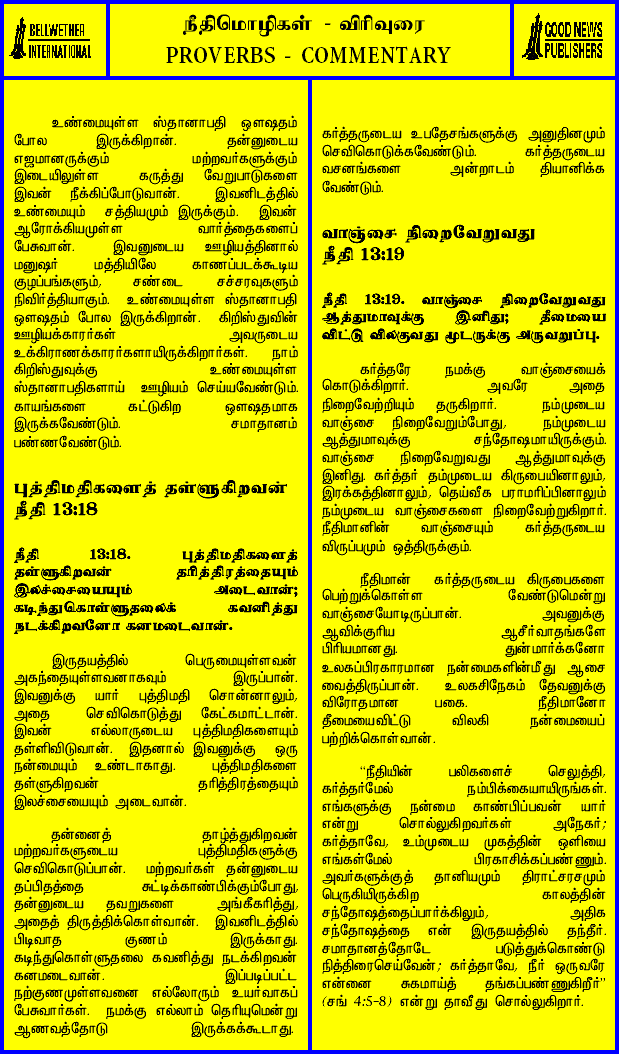 BELLWETHER
INTERNATIONAL
நீதிமொழிகள் - விரிவுரை
PROVERBS - COMMENTARY
GOOD NEWS
PUBLISHERS
உண்மையுள்ள ஸ்தானாபதி ஔஷதம்
போல இருக்கிறான். தன்னுடைய
எஜமானருக்கும் மற்றவர்களுக்கும்
இடையிலுள்ள கருத்து வேறுபாடுகளை
இவன் நீக்கிப்போடுவான். இவனிடத்தில்
உண்மையும் சத்தியமும் இருக்கும். இவன்
ஆரோக்கியமுள்ள வார்த்தைகளைப்
பேசுவான். இவனுடைய ஊழியத்தினால்
மனுஷர் மத்தியிலே காணப்படக்கூடிய
குழப்பங்களும், சண்டை சச்சரவுகளும்
நிவிர்த்தியாகும். உண்மையுள்ள ஸ்தானாபதி
ஔஷதம் போல இருக்கிறான். கிறிஸ்துவின்
ஊழியக்காரர்கள் அவருடைய
உக்கிராணக்காரர்களாயிருக்கிறார்கள். நாம்
கிறிஸ்துவுக்கு உண்மையுள்ள
ஸ்தானாபதிகளாய் ஊழியம் செய்யவேண்டும்.
காயங்களை கட்டுகிற ஔஷதமாக
இருக்கவேண்டும். சமாதானம்
பண்ணவேண்டும்.
புத்திமதிகளைத் தள்ளுகிறவன்
நீதி 13:18
நீதி 13:18. புத்திமதிகளைத்
தள்ளுகிறவன் தரித்திரத்தையும்
இலச்சையையும் அடைவான்;
கடிந்துகொள்ளுதலைக் கவனித்து
நடக்கிறவனோ கனமடைவான்.
இருதயத்தில் பெருமையுள்ளவன்
அகந்தையுள்ளவனாகவும் இருப்பான்.
இவனுக்கு யார் புத்திமதி சொன்னாலும்,
அதை செவிகொடுத்து கேட்கமாட்டான்.
இவன் எல்லாருடைய புத்திமதிகளையும்
தள்ளிவிடுவான். இதனால் இவனுக்கு ஒரு
நன்மையும் உண்டாகாது. புத்திமதிகளை
தள்ளுகிறவன் தரித்திரத்தையும்
இலச்சையையும் அடைவான்.
தன்னைத் தாழ்த்துகிறவன்
மற்றவர்களுடைய புத்திமதிகளுக்கு
செவிகொடுப்பான். மற்றவர்கள் தன்னுடைய
தப்பிதத்தை சுட்டிக்காண்பிக்கும்போது,
தன்னுடைய தவறுகளை அங்கீகரித்து,
அதைத் திருத்திக்கொள்வான். இவனிடத்தில்
பிடிவாத குணம் இருக்காது.
கடிந்துகொள்ளுதலை கவனித்து நடக்கிறவன்
கனமடைவான். இப்படிப்பட்ட
நற்குணமுள்ளவனை எல்லோரும் உயர்வாகப்
பேசுவார்கள். நமக்கு எல்லாம் தெரியுமென்று
ஆணவத்தோடு இருக்கக்கூடாது.
கர்த்தருடைய உபதேசங்களுக்கு அனுதினமும்
செவிகொடுக்கவேண்டும். கர்த்தருடைய
வசனங்களை அன்றாடம் தியானிக்க
வேண்டும்.
வாஞ்சை நிறைவேறுவது
நீதி 13:19
நீதி 13:19. வாஞ்சை நிறைவேறுவது
ஆத்துமாவுக்கு இனிது; தீமையை
விட்டு விலகுவது மூடருக்கு அருவறுப்பு.
கர்த்தரே நமக்கு வாஞ்சையைக்
கொடுக்கிறார். அவரே அதை
நிறைவேற்றியும் தருகிறார். நம்முடைய
வாஞ்சை நிறைவேறும்போது, நம்முடைய
ஆத்துமாவுக்கு சந்தோஷமாயிருக்கும்.
வாஞ்சை நிறைவேறுவது ஆத்துமாவுக்கு
இனிது. கர்த்தர் தம்முடைய கிருபையினாலும்,
இரக்கத்தினாலும், தெய்வீக பராமரிப்பினாலும்
நம்முடைய வாஞ்சைகளை நிறைவேற்றுகிறார்.
நீதிமானின் வாஞ்சையும் கர்த்தருடைய
விருப்பமும் ஒத்திருக்கும்.
நீதிமான் கர்த்தருடைய கிருபைகளை
பெற்றுக்கொள்ள வேண்டுமென்று
வாஞ்சையோடிருப்பான். அவனுக்கு
ஆவிக்குரிய ஆசீர்வாதங்களே
பிரியமானது. துன்மார்க்கனோ
உலகப்பிரகாரமான நன்மைகளின்மீது ஆசை
வைத்திருப்பான். உலகசிநேகம் தேவனுக்கு
விரோதமான பகை. நீதிமானோ
தீமையைவிட்டு விலகி நன்மையைப்
பற்றிக்கொள்வான்.
"நீதியின் பலிகளைச் செலுத்தி,
கர்த்தர்மேல் நம்பிக்கையாயிருங்கள்.
எங்களுக்கு நன்மை காண்பிப்பவன் யார்
என்று சொல்லுகிறவர்கள் அநேகர்;
கர்த்தாவே, உம்முடைய முகத்தின் ஒளியை
எங்கள்மேல் பிரகாசிக்கப்பண்ணும்.
அவர்களுக்குத் தானியமும் திராட்சரசமும்
பெருகியிருக்கிற காலத்தின்
சந்தோஷத்தைப்பார்க்கிலும், அதிக
சந்தோஷத்தை என் இருதயத்தில் தந்தீர்.
சமாதானத்தோடே படுத்துக்கொண்டு
நித்திரைசெய்வேன்; கர்த்தாவே, நீர் ஒருவரே
என்னை சுகமாய்த் தங்கப்பண்ணுகிறீர்"
(சங் 4:5-8) என்று தாவீது சொல்லுகிறார்.